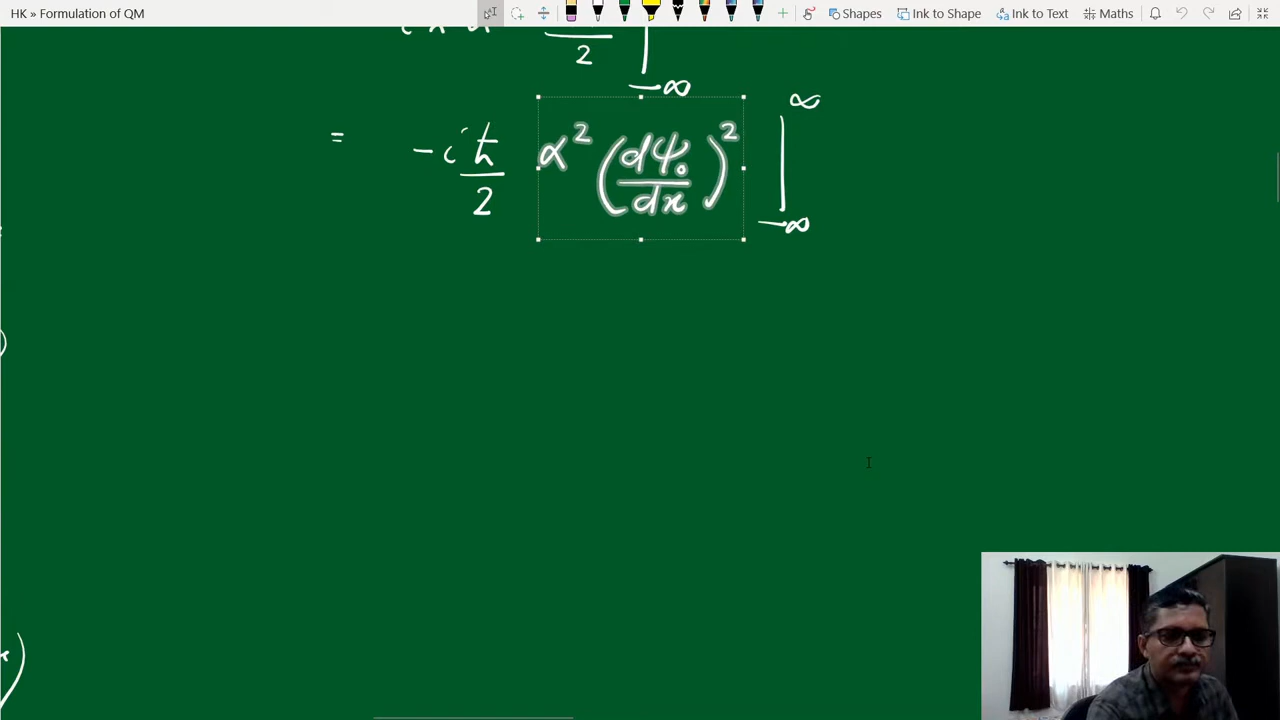 HK » Formulation of QM
Shapes Ink to Shape Ink to Text Maths
2 -∞
= -iħ/2 α² (dψ₀/dx)² |_{-∞}^{∞}